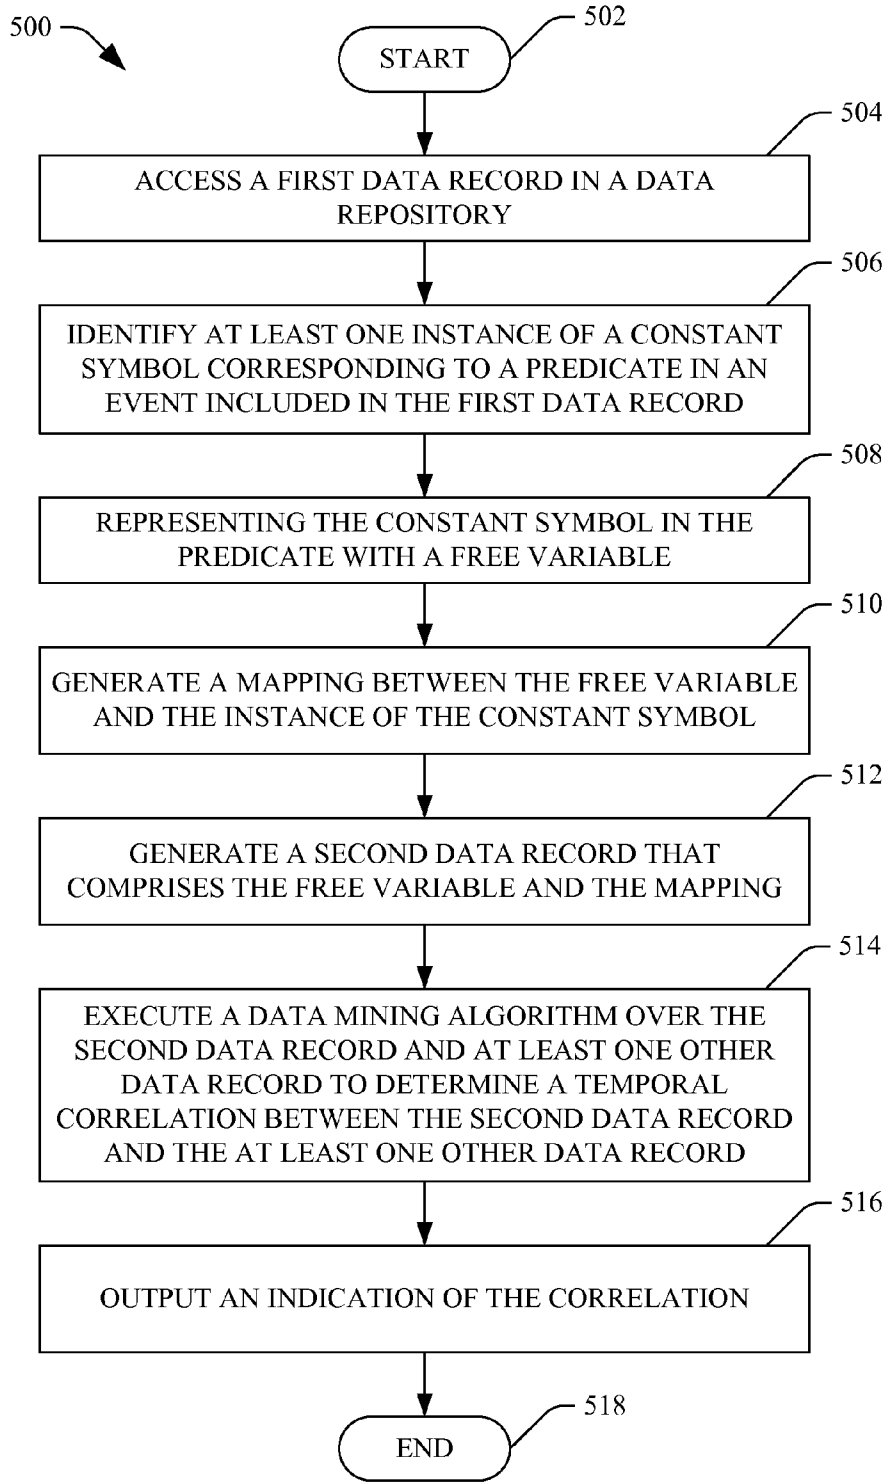 500
502
START
504
ACCESS A FIRST DATA RECORD IN A DATA
REPOSITORY
506
IDENTIFY AT LEAST ONE INSTANCE OF A CONSTANT
SYMBOL CORRESPONDING TO A PREDICATE IN AN
EVENT INCLUDED IN THE FIRST DATA RECORD
508
REPRESENTING THE CONSTANT SYMBOL IN THE
PREDICATE WITH A FREE VARIABLE
510
GENERATE A MAPPING BETWEEN THE FREE VARIABLE
AND THE INSTANCE OF THE CONSTANT SYMBOL
512
GENERATE A SECOND DATA RECORD THAT
COMPRISES THE FREE VARIABLE AND THE MAPPING
514
EXECUTE A DATA MINING ALGORITHM OVER THE
SECOND DATA RECORD AND AT LEAST ONE OTHER
DATA RECORD TO DETERMINE A TEMPORAL
CORRELATION BETWEEN THE SECOND DATA RECORD
AND THE AT LEAST ONE OTHER DATA RECORD
516
OUTPUT AN INDICATION OF THE CORRELATION
518
END